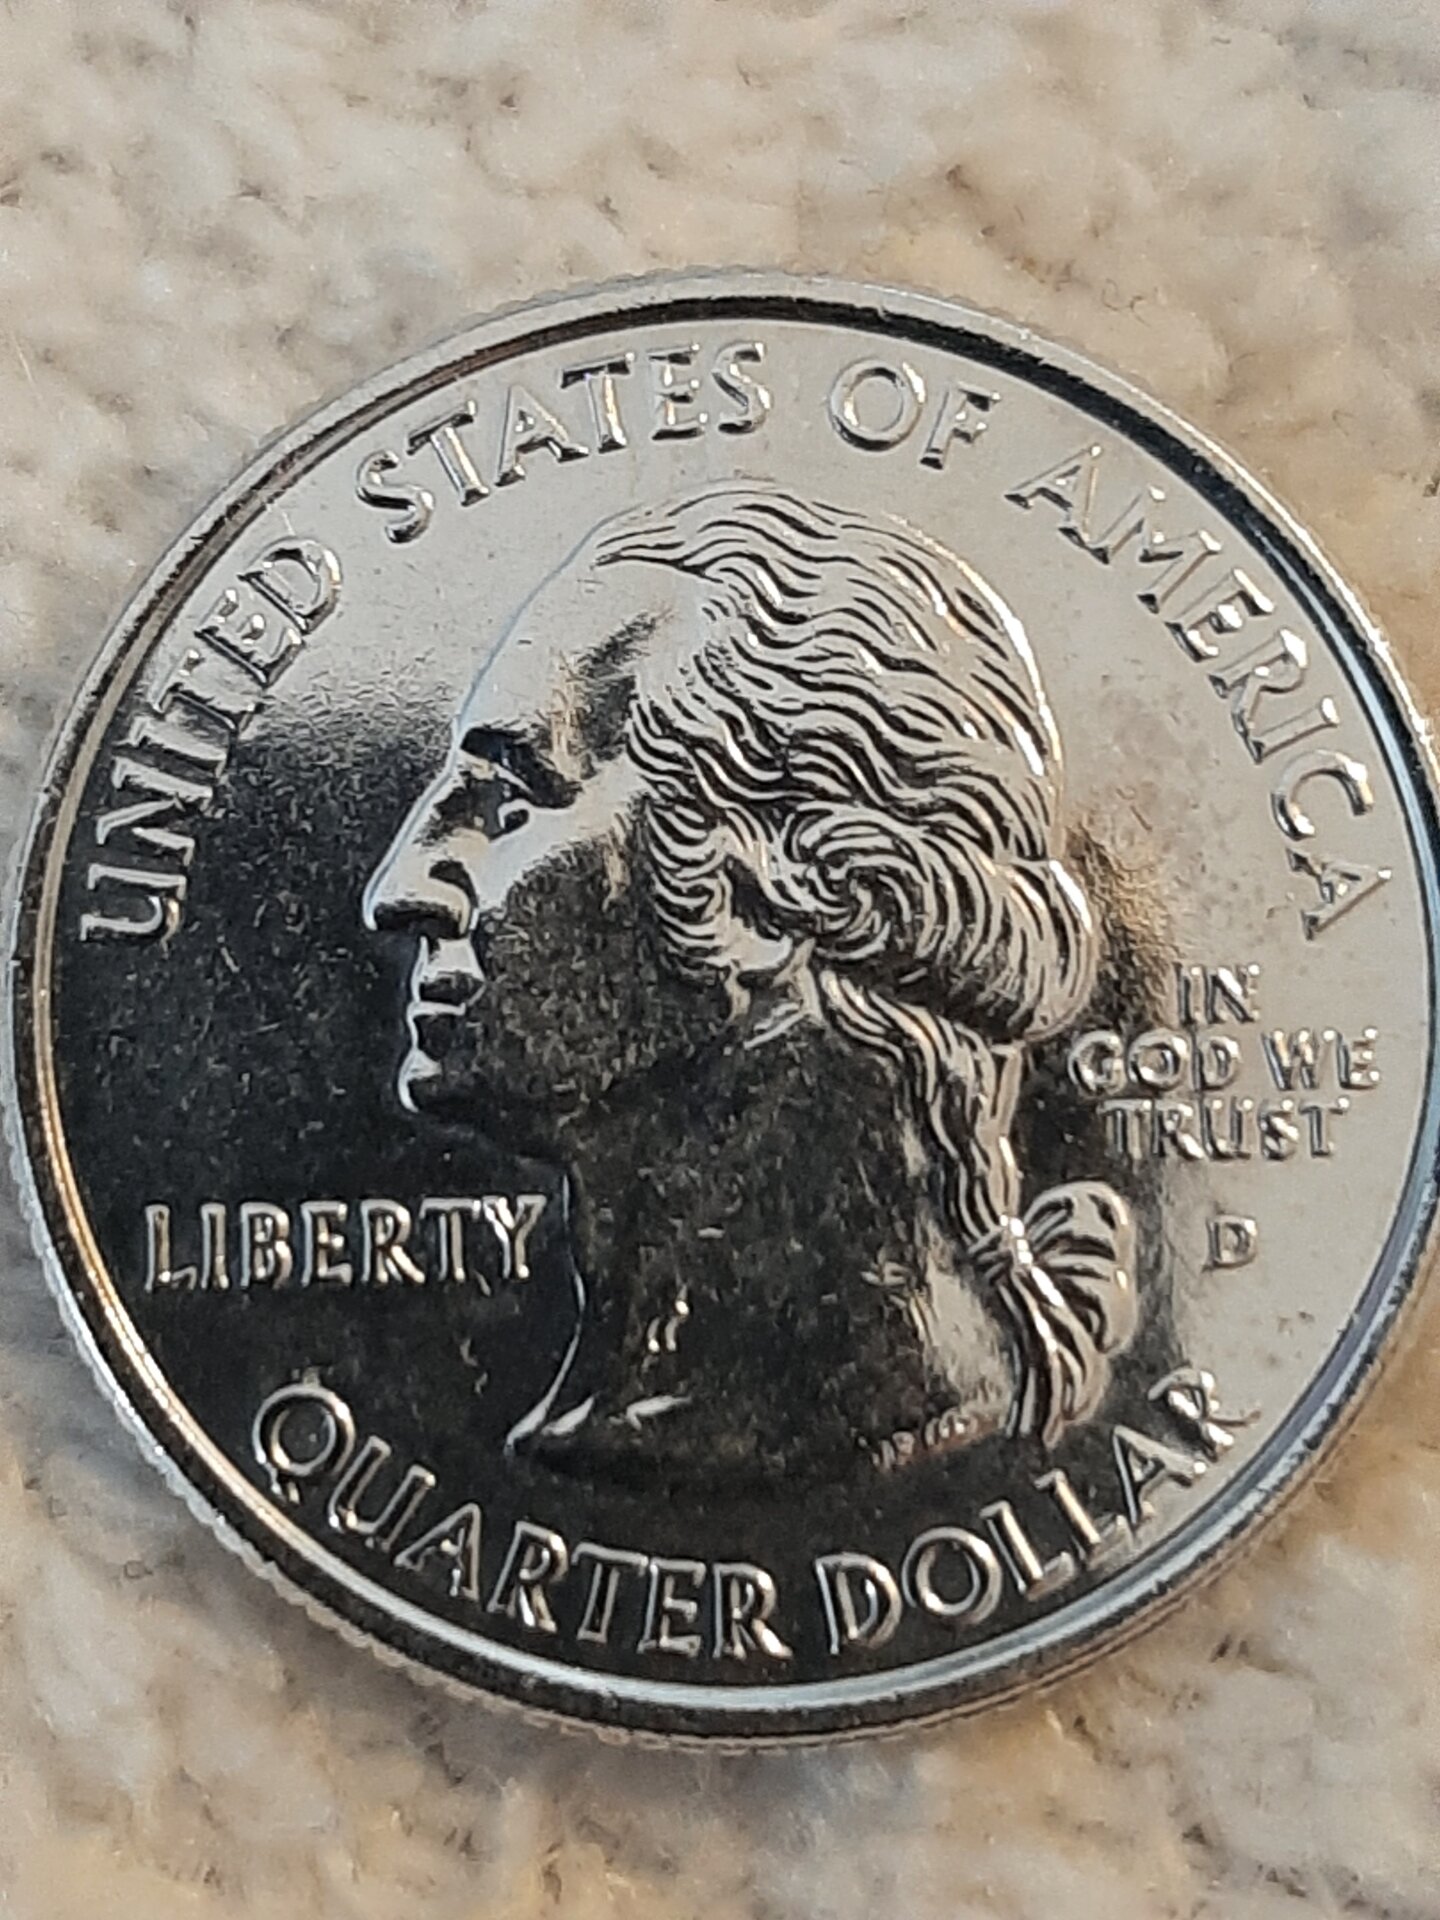 UNITED STATES OF AMERICA
LIBERTY
IN
GOD WE
TRUST
D
QUARTER DOLLAR